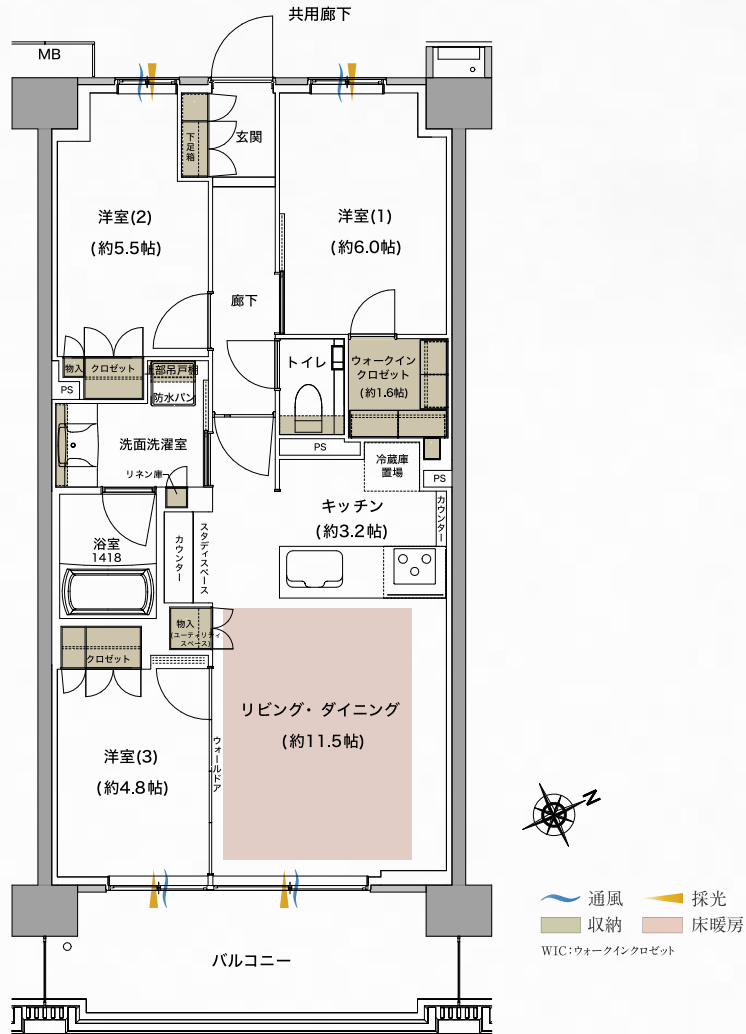 共用廊下
MB
下足箱
玄関
洋室(2)
(約5.5帖)
洋室(1)
(約6.0帖)
廊下
物入
クロゼット
上部吊戸棚
防水パン
PS
トイレ
ウォークイン
クロゼット
(約1.6帖)
洗面洗濯室
リネン庫
PS
冷蔵庫
置場
PS
キッチン
(約3.2帖)
カウンター
浴室
1418
カウンター
スタディスペース
物入
(ユーティリティ
スペース)
クロゼット
リビング・ダイニング
(約11.5帖)
洋室(3)
(約4.8帖)
ウォールドア
バルコニー
N
通風
採光
収納
床暖房
WIC:ウォークインクロゼット